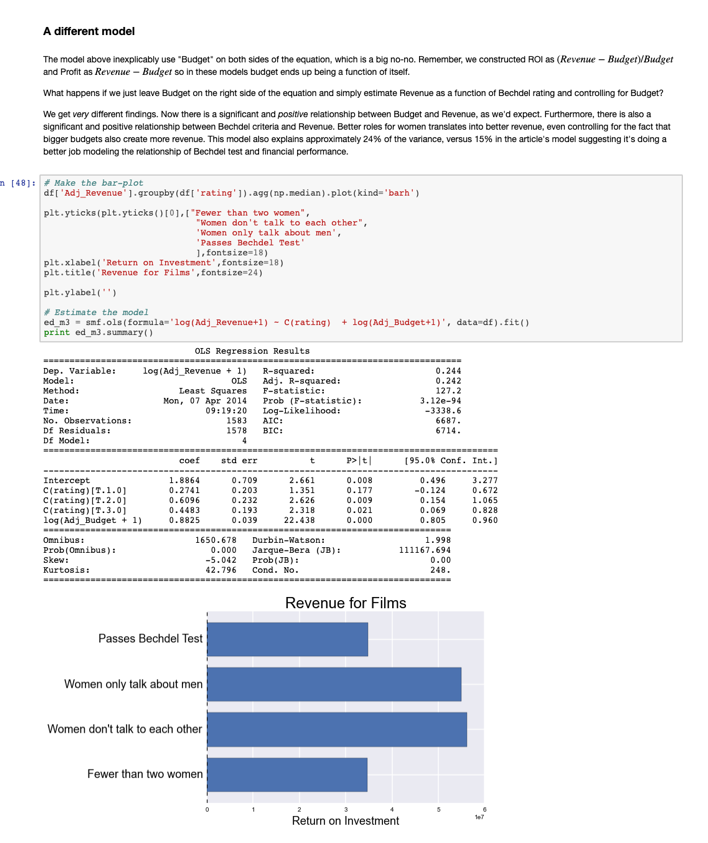 A different model
The model above inexplicably use "Budget" on both sides of the equation, which is a big no-no. Remember, we constructed ROI as (Revenue − Budget)/Budget
and Profit as Revenue − Budget so in these models budget ends up being a function of itself.
What happens if we just leave Budget on the right side of the equation and simply estimate Revenue as a function of Bechdel rating and controlling for Budget?
We get very different findings. Now there is a significant and positive relationship between Budget and Revenue, as we'd expect. Furthermore, there is also a
significant and positive relationship between Bechdel criteria and Revenue. Better roles for women translates into better revenue, even controlling for the fact that
bigger budgets also create more revenue. This model also explains approximately 24% of the variance, versus 15% in the article's model suggesting it's doing a
better job modeling the relationship of Bechdel test and financial performance.
n [48]: # Make the bar-plot
df['Adj_Revenue'].groupby(df['rating']).agg(np.median).plot(kind='barh')
plt.yticks(plt.yticks()[0],["Fewer than two women",
"Women don't talk to each other",
'Women only talk about men',
'Passes Bechdel Test'
],fontsize=18)
plt.xlabel('Return on Investment',fontsize=18)
plt.title('Revenue for Films',fontsize=24)
plt.ylabel('')
# Estimate the model
ed_m3 = smf.ols(formula='log(Adj_Revenue+1) ~ C(rating)  + log(Adj_Budget+1)', data=df).fit()
print ed_m3.summary()
OLS Regression Results
Dep. Variable: log(Adj_Revenue + 1) R-squared: 0.244
Model: OLS Adj. R-squared: 0.242
Method: Least Squares F-statistic: 127.2
Date: Mon, 07 Apr 2014 Prob (F-statistic): 3.12e-94
Time: 09:19:20 Log-Likelihood: -3338.6
No. Observations: 1583 AIC: 6687.
Df Residuals: 1578 BIC: 6714.
Df Model: 4
coef std err t P>|t| [95.0% Conf. Int.]
Intercept 1.8864 0.709 2.661 0.008 0.496 3.277
C(rating)[T.1.0] 0.2741 0.203 1.351 0.177 -0.124 0.672
C(rating)[T.2.0] 0.6096 0.232 2.626 0.009 0.154 1.065
C(rating)[T.3.0] 0.4483 0.193 2.318 0.021 0.069 0.828
log(Adj_Budget + 1) 0.8825 0.039 22.438 0.000 0.805 0.960
Omnibus: 1650.678 Durbin-Watson: 1.998
Prob(Omnibus): 0.000 Jarque-Bera (JB): 111167.694
Skew: -5.042 Prob(JB): 0.00
Kurtosis: 42.796 Cond. No. 248.
Revenue for Films
Passes Bechdel Test
Women only talk about men
Women don't talk to each other
Fewer than two women
0 1 2 3 4 5 6
1e7
Return on Investment